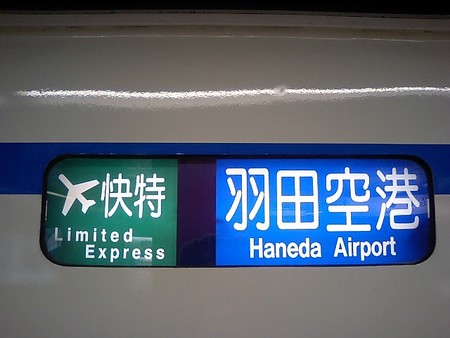 快特
Limited
Express
羽田空港
Haneda Airport